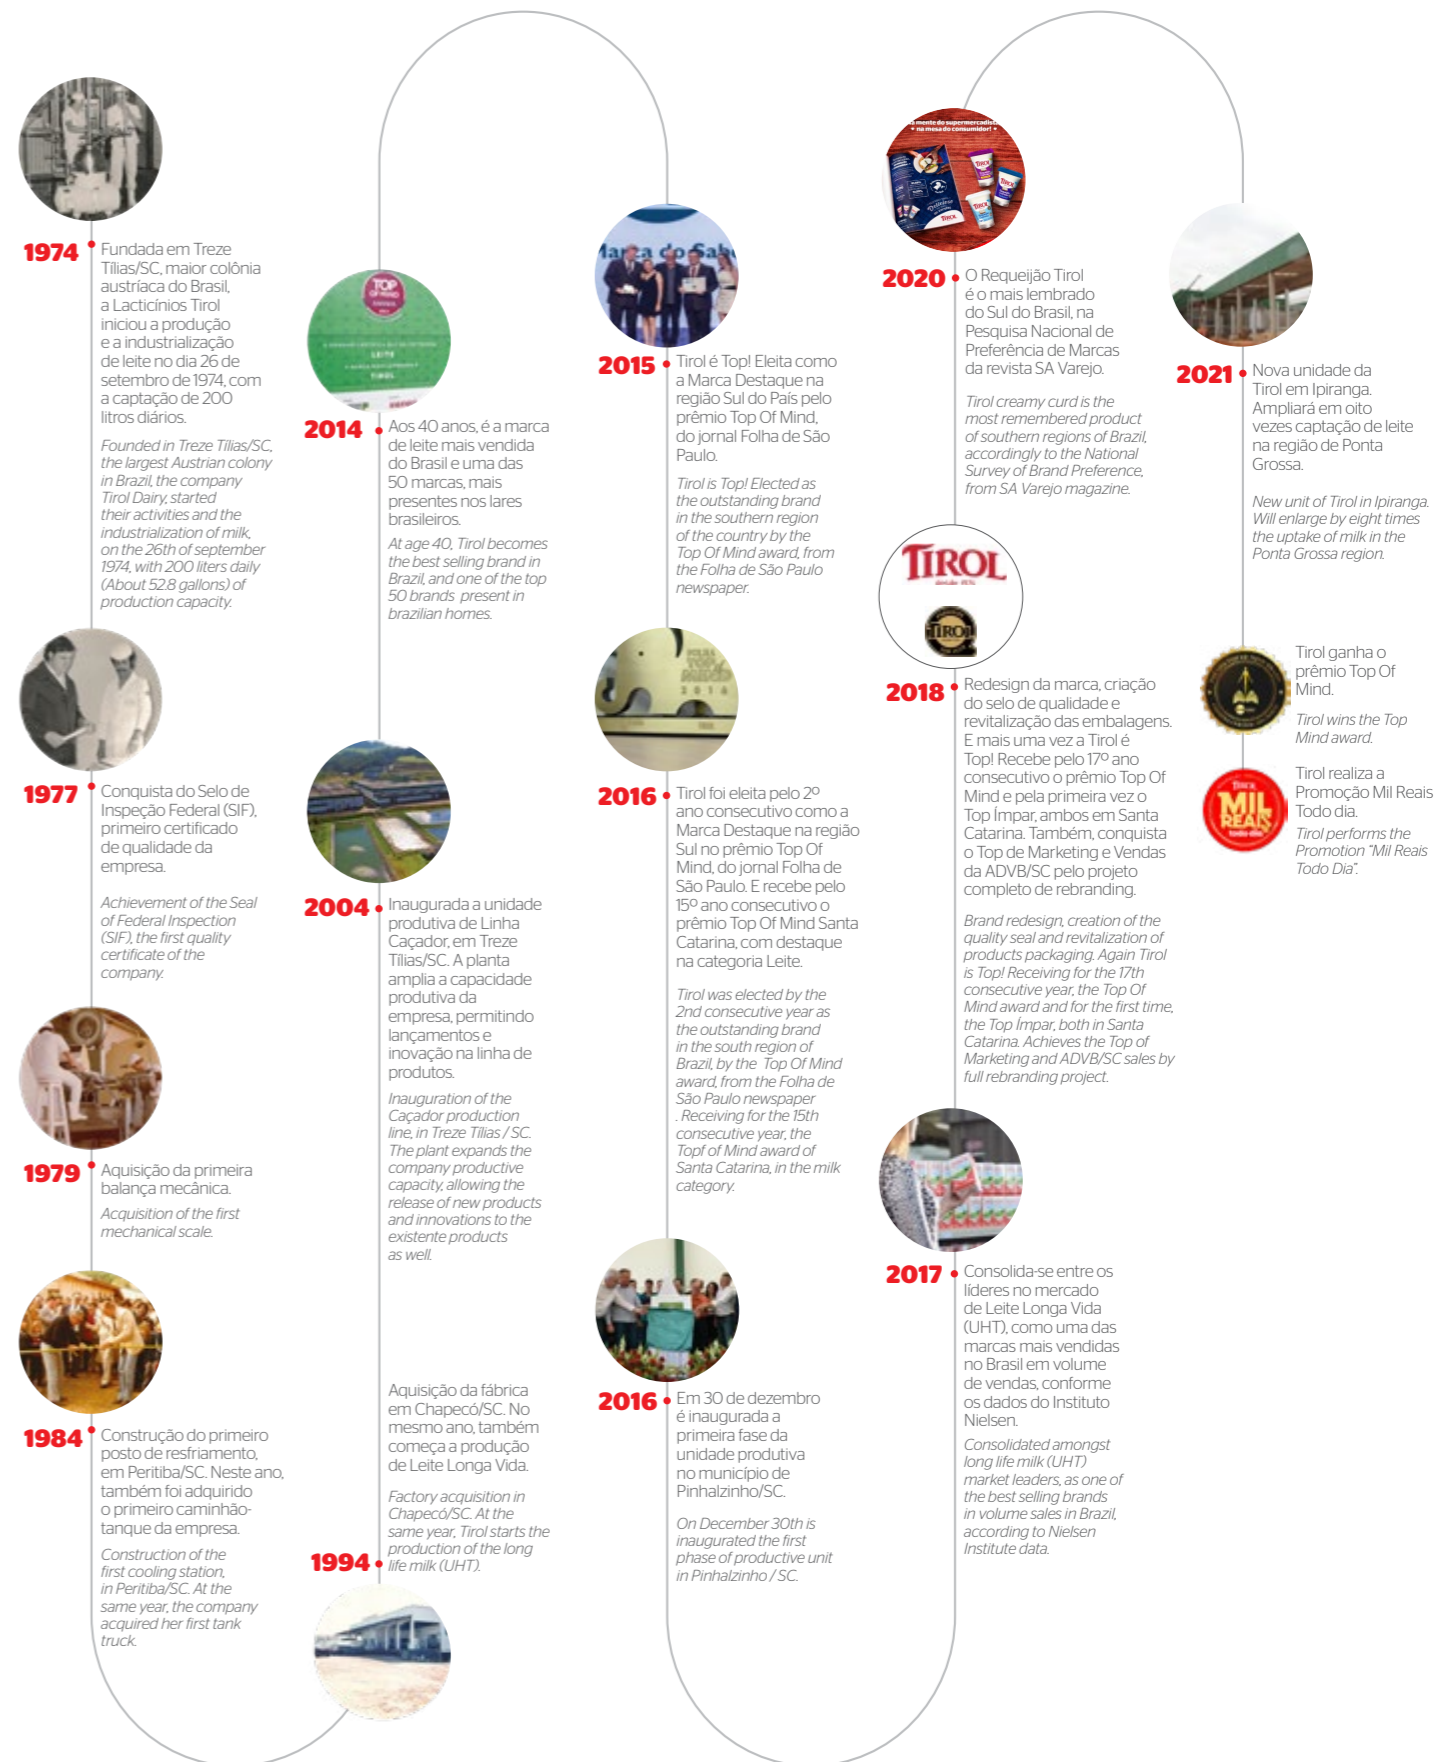 1974
Fundada em Treze
Tílias/SC, maior colônia
austríaca do Brasil,
a Lacticínios Tirol
iniciou a produção
e a industrialização
de leite no dia 26 de
setembro de 1974, com
a captação de 200
litros diários.
Founded in Treze Tílias/SC,
the largest Austrian colony
in Brazil, the company
Tirol Dairy, started
their activities and the
industrialization of milk,
on the 26th of september
1974, with 200 liters daily
(About 52.8 gallons) of
production capacity.
1977
Conquista do Selo de
Inspeção Federal (SIF),
primeiro certificado
de qualidade da
empresa.
Achievement of the Seal
of Federal Inspection
(SIF), the first quality
certificate of the
company.
1979
Aquisição da primeira
balança mecânica.
Acquisition of the first
mechanical scale.
1984
Construção do primeiro
posto de resfriamento,
em Peritiba/SC. Neste ano,
também foi adquirido
o primeiro caminhão-
tanque da empresa.
Construction of the
first cooling station,
in Peritiba/SC. At the
same year, the company
acquired her first tank
truck.
Aquisição da fábrica
em Chapecó/SC. No
mesmo ano, também
começa a produção
de Leite Longa Vida.
Factory acquisition in
Chapecó/SC. At the
same year, Tirol starts the
production of the long
life milk (UHT).
1994
2004
Inaugurada a unidade
produtiva de Linha
Caçador, em Treze
Tílias/SC. A planta
amplia a capacidade
produtiva da
empresa, permitindo
lançamentos e
inovação na linha de
produtos.
Inauguration of the
Caçador production
line, in Treze Tílias / SC.
The plant expands the
company productive
capacity, allowing the
release of new products
and innovations to the
existente products
as well.
TOP
OF MIND
LEITE
TIROL
2014
Aos 40 anos, é a marca
de leite mais vendida
do Brasil e uma das
50 marcas, mais
presentes nos lares
brasileiros.
At age 40, Tirol becomes
the best selling brand in
Brazil, and one of the top
50 brands present in
brazilian homes.
Marca do Sabo
2015
Tirol é Top! Eleita como
a Marca Destaque na
região Sul do País pelo
prêmio Top Of Mind,
do jornal Folha de São
Paulo.
Tirol is Top! Elected as
the outstanding brand
in the southern region
of the country by the
Top Of Mind award, from
the Folha de São Paulo
newspaper.
FOLHA
TOP of
MIND
2016
2016
Tirol foi eleita pelo 2º
ano consecutivo como a
Marca Destaque na região
Sul no prêmio Top Of
Mind, do jornal Folha de
São Paulo. E recebe pelo
15º ano consecutivo o
prêmio Top Of Mind Santa
Catarina, com destaque
na categoria Leite.
Tirol was elected by the
2nd consecutive year as
the outstanding brand
in the south region of
Brazil, by the Top Of Mind
award, from the Folha de
São Paulo newspaper
. Receiving for the 15th
consecutive year, the
Topf of Mind award of
Santa Catarina, in the milk
category.
2016
Em 30 de dezembro
é inaugurada a
primeira fase da
unidade produtiva
no município de
Pinhalzinho/SC.
On December 30th is
inaugurated the first
phase of productive unit
in Pinhalzinho / SC.
2017
Consolida-se entre os
líderes no mercado
de Leite Longa Vida
(UHT), como uma das
marcas mais vendidas
no Brasil em volume
de vendas, conforme
os dados do Instituto
Nielsen.
Consolidated amongst
long life milk (UHT)
market leaders, as one of
the best selling brands
in volume sales in Brazil,
according to Nielsen
Institute data.
TIROL
desde 1974
TIROL
2018
Redesign da marca, criação
do selo de qualidade e
revitalização das embalagens.
E mais uma vez a Tirol é
Top! Recebe pelo 17º ano
consecutivo o prêmio Top Of
Mind e pela primeira vez o
Top Ímpar, ambos em Santa
Catarina. Também, conquista
o Top de Marketing e Vendas
da ADVB/SC pelo projeto
completo de rebranding.
Brand redesign, creation of the
quality seal and revitalization of
products packaging. Again Tirol
is Top! Receiving for the 17th
consecutive year, the Top Of
Mind award and for the first time,
the Top Ímpar, both in Santa
Catarina. Achieves the Top of
Marketing and ADVB/SC sales by
full rebranding project.
a mente do supermercadista
na mesa do consumidor!
TIROL
TIROL
TIROL
TIROL
2020
O Requeijão Tirol
é o mais lembrado
do Sul do Brasil, na
Pesquisa Nacional de
Preferência de Marcas
da revista SA Varejo.
Tirol creamy curd is the
most remembered product
of southern regions of Brazil,
accordingly to the National
Survey of Brand Preference,
from SA Varejo magazine.
2021
Nova unidade da
Tirol em Ipiranga.
Ampliará em oito
vezes captação de leite
na região de Ponta
Grossa.
New unit of Tirol in Ipiranga.
Will enlarge by eight times
the uptake of milk in the
Ponta Grossa region.
Tirol ganha o
prêmio Top Of
Mind.
Tirol wins the Top
Mind award.
TIROL
MIL
REAIS
TODO DIA
Tirol realiza a
Promoção Mil Reais
Todo dia.
Tirol performs the
Promotion "Mil Reais
Todo Dia".